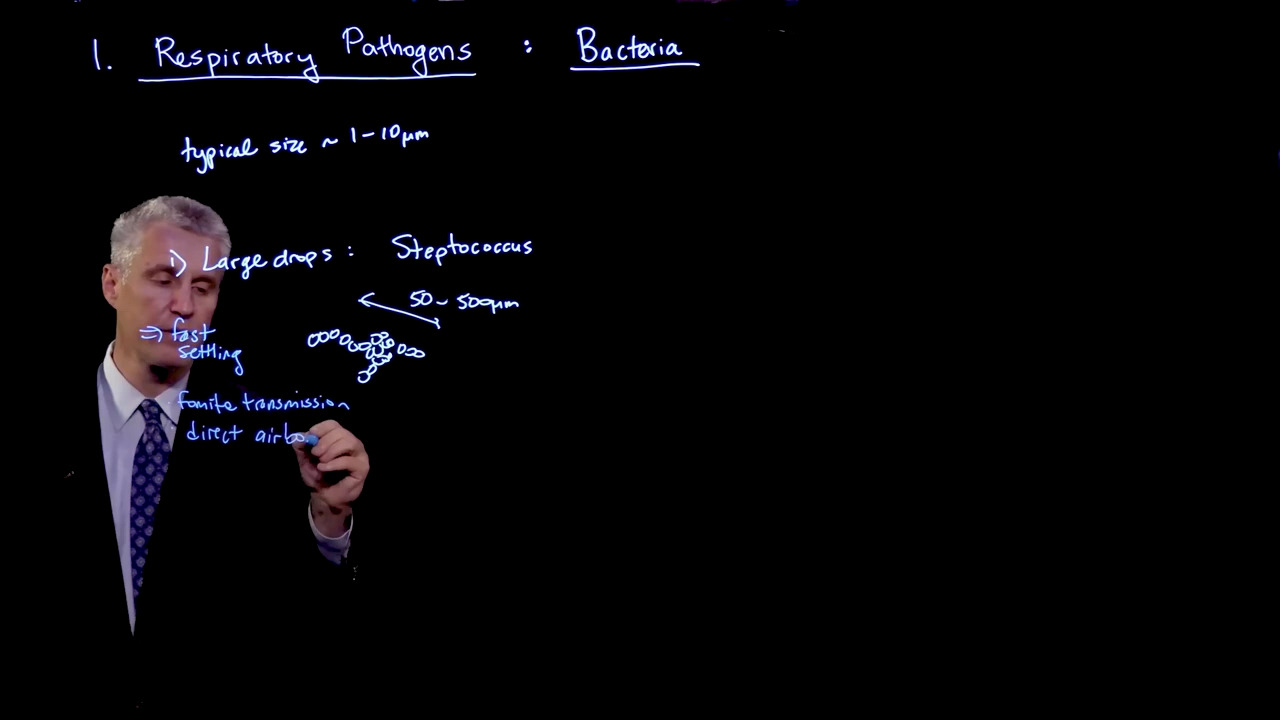 1. Respiratory Pathogens : Bacteria
typical size ~ 1-10μm
i) Large drops : Steptococcus
50 - 500μm
⇒ fast
settling
· fomite transmission
· direct airbo